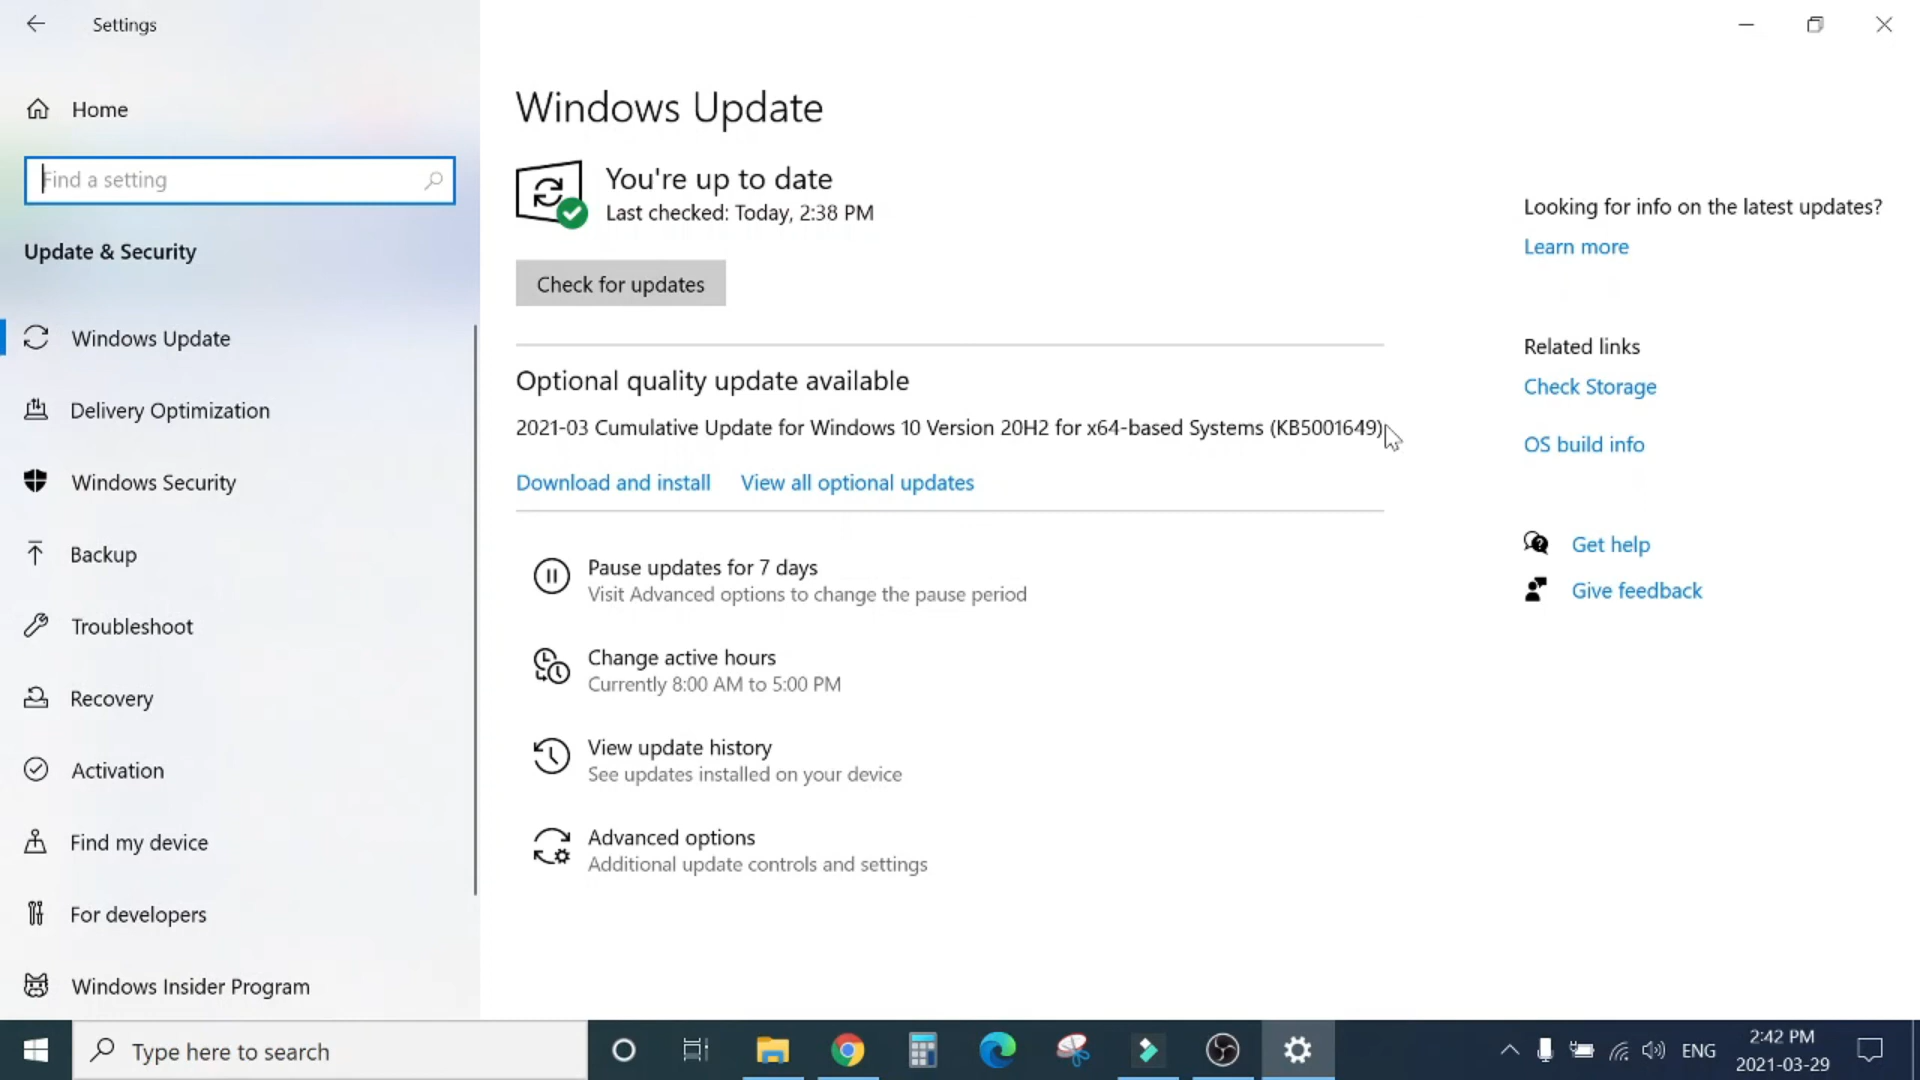 Settings
Home
Find a setting
Update & Security
Windows Update
Delivery Optimization
Windows Security
Backup
Troubleshoot
Recovery
Activation
Find my device
For developers
Windows Insider Program
Windows Update
You're up to date
Last checked: Today, 2:38 PM
Check for updates
Optional quality update available
2021-03 Cumulative Update for Windows 10 Version 20H2 for x64-based Systems (KB5001649)
Download and install View all optional updates
Pause updates for 7 days
Visit Advanced options to change the pause period
Change active hours
Currently 8:00 AM to 5:00 PM
View update history
See updates installed on your device
Advanced options
Additional update controls and settings
Looking for info on the latest updates?
Learn more
Related links
Check Storage
OS build info
Get help
Give feedback
Type here to search
ENG
2:42 PM
2021-03-29